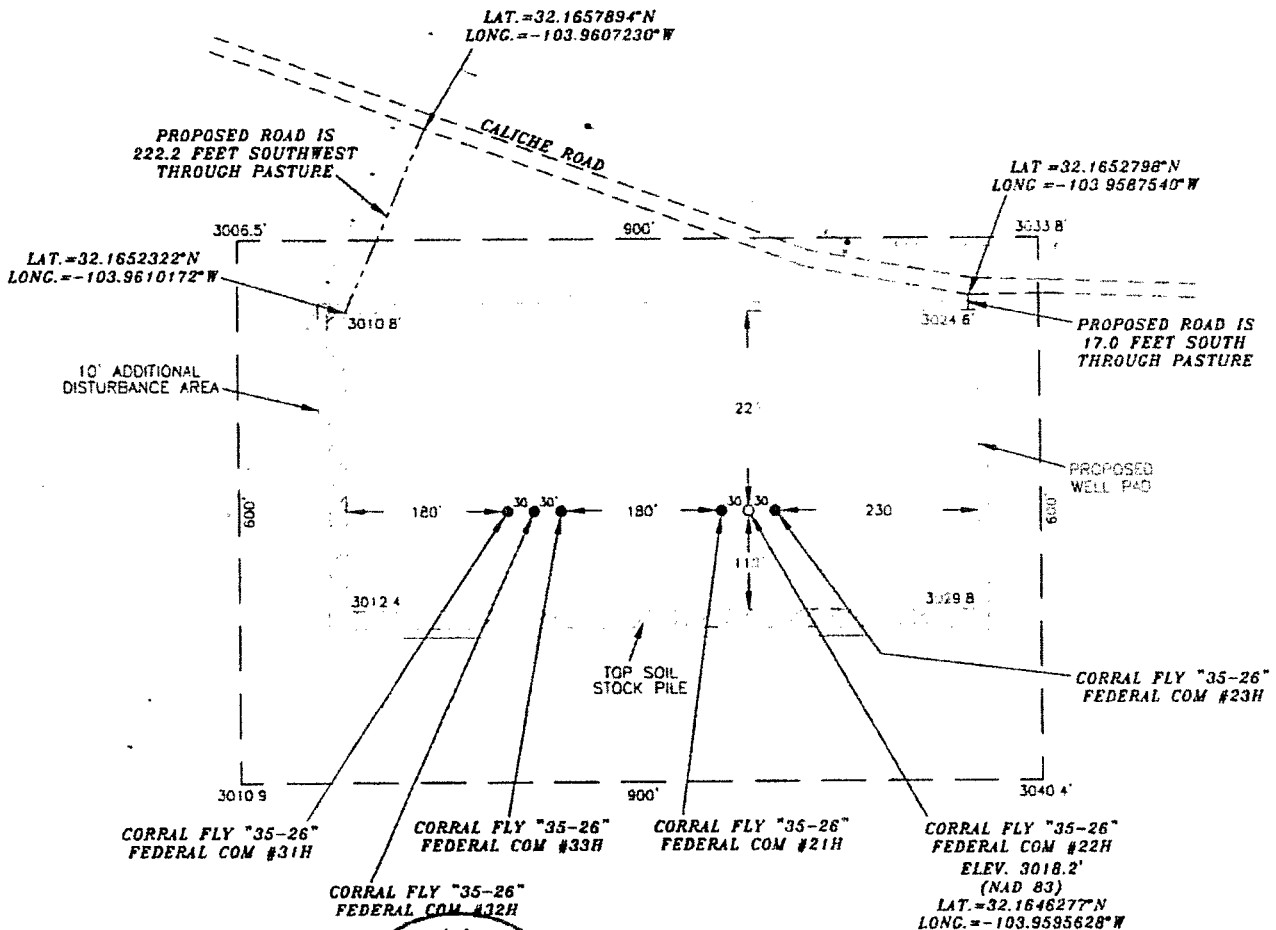 LAT.=32.1657894°N
LONG.=-103.9607230°W
CALICHE ROAD
PROPOSED ROAD IS
222.2 FEET SOUTHWEST
THROUGH PASTURE
LAT =32.1652798°N
LONG =-103 9587540°W
3006.5'
900'
3033 8'
LAT.=32.1652322°N
LONG.=-103.9610172°W
3010 8'
3024 6'
PROPOSED ROAD IS
17.0 FEET SOUTH
THROUGH PASTURE
10' ADDITIONAL
DISTURBANCE AREA
22
PROPOSED
WELL PAD
600'
180'
30
30'
180'
30
30
230
600'
3012 4
3029 8
TOP SOIL
STOCK PILE
CORRAL FLY "35-26"
FEDERAL COM #23H
3010 9
900'
3040 4'
CORRAL FLY "35-26"
FEDERAL COM #31H
CORRAL FLY "35-26"
FEDERAL COM #33H
CORRAL FLY "35-26"
FEDERAL COM #21H
CORRAL FLY "35-26"
FEDERAL COM #22H
ELEV. 3018.2'
(NAD 83)
LAT.=32.1646277°N
LONG.=-103.9595628°W
CORRAL FLY "35-26"
FEDERAL COM #32H